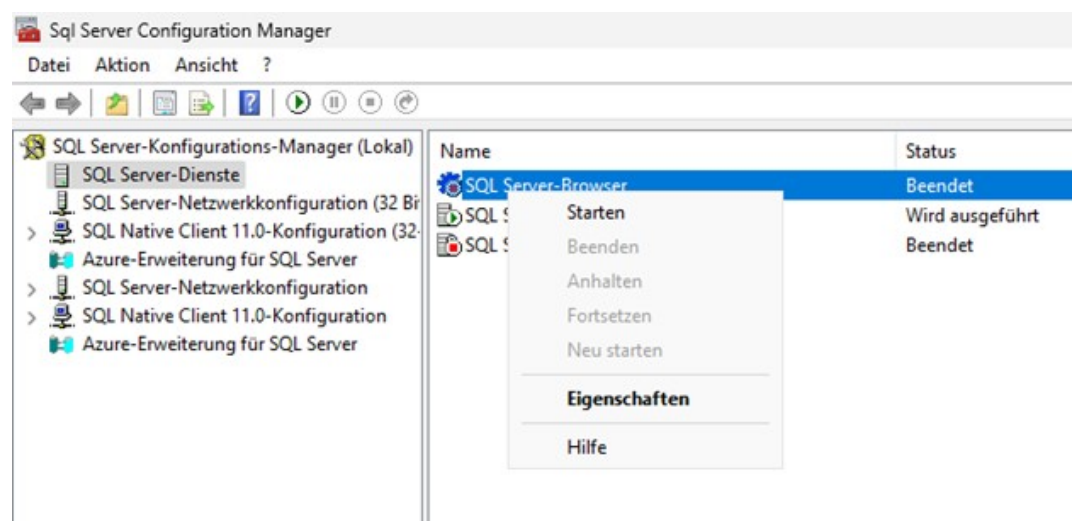 Sql Server Configuration Manager
Datei Aktion Ansicht ?
SQL Server-Konfigurations-Manager (Lokal)
SQL Server-Dienste
SQL Server-Netzwerkkonfiguration (32 Bi
SQL Native Client 11.0-Konfiguration (32-
Azure-Erweiterung für SQL Server
SQL Server-Netzwerkkonfiguration
SQL Native Client 11.0-Konfiguration
Azure-Erweiterung für SQL Server
Name Status
SQL Server-Browser Beendet
SQL S Wird ausgeführt
SQL S Beendet
Starten
Beenden
Anhalten
Fortsetzen
Neu starten
Eigenschaften
Hilfe